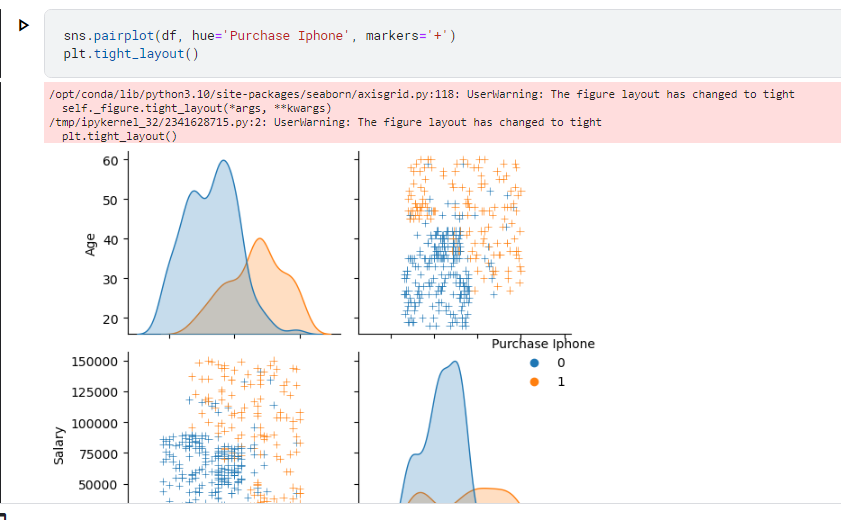 sns.pairplot(df, hue='Purchase Iphone', markers='+')
plt.tight_layout()
/opt/conda/lib/python3.10/site-packages/seaborn/axisgrid.py:118: UserWarning: The figure layout has changed to tight
self._figure.tight_layout(*args, **kwargs)
/tmp/ipykernel_32/2341628715.py:2: UserWarning: The figure layout has changed to tight
plt.tight_layout()
60
50
40
30
20
Age
Purchase Iphone
0
1
150000
125000
100000
75000
50000
Salary